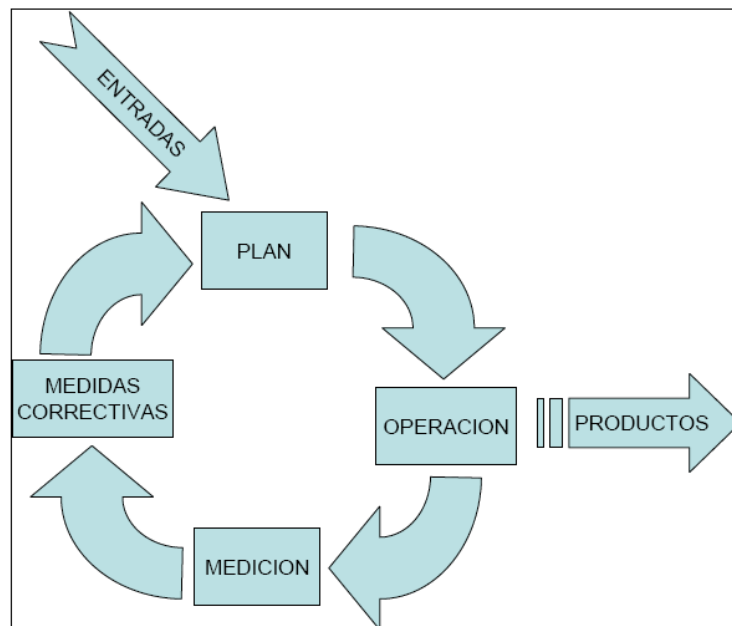 ENTRADAS
PLAN
MEDIDAS
CORRECTIVAS
OPERACION
PRODUCTOS
MEDICION